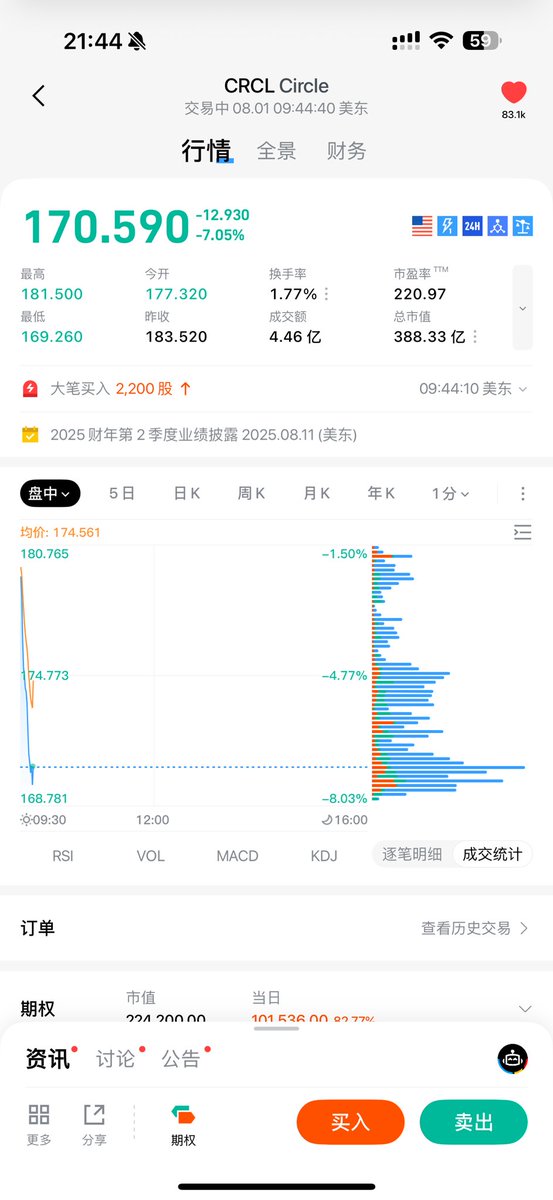 21:44
59
CRCL Circle
交易中 08.01 09:44:40 美东
83.1k
行情 全景 财务
170.590 -12.930
-7.05%
24H
最高 今开 换手率 市盈率 TTM
181.500 177.320 1.77% 220.97
最低 昨收 成交额 总市值
169.260 183.520 4.46 亿 388.33 亿
大笔买入 2,200 股 09:44:10 美东
2025 财年第 2 季度业绩披露 2025.08.11 (美东)
盘中 5日 日K 周K 月K 年K 1分
均价: 174.561
180.765 -1.50%
174.773 -4.77%
168.781 -8.03%
09:30 12:00 16:00
RSI VOL MACD KDJ 逐笔明细 成交统计
订单 查看历史交易
期权 市值 当日
224,200.00 101,536.00 82.77%
资讯 讨论 公告
更多 分享 期权 买入 卖出